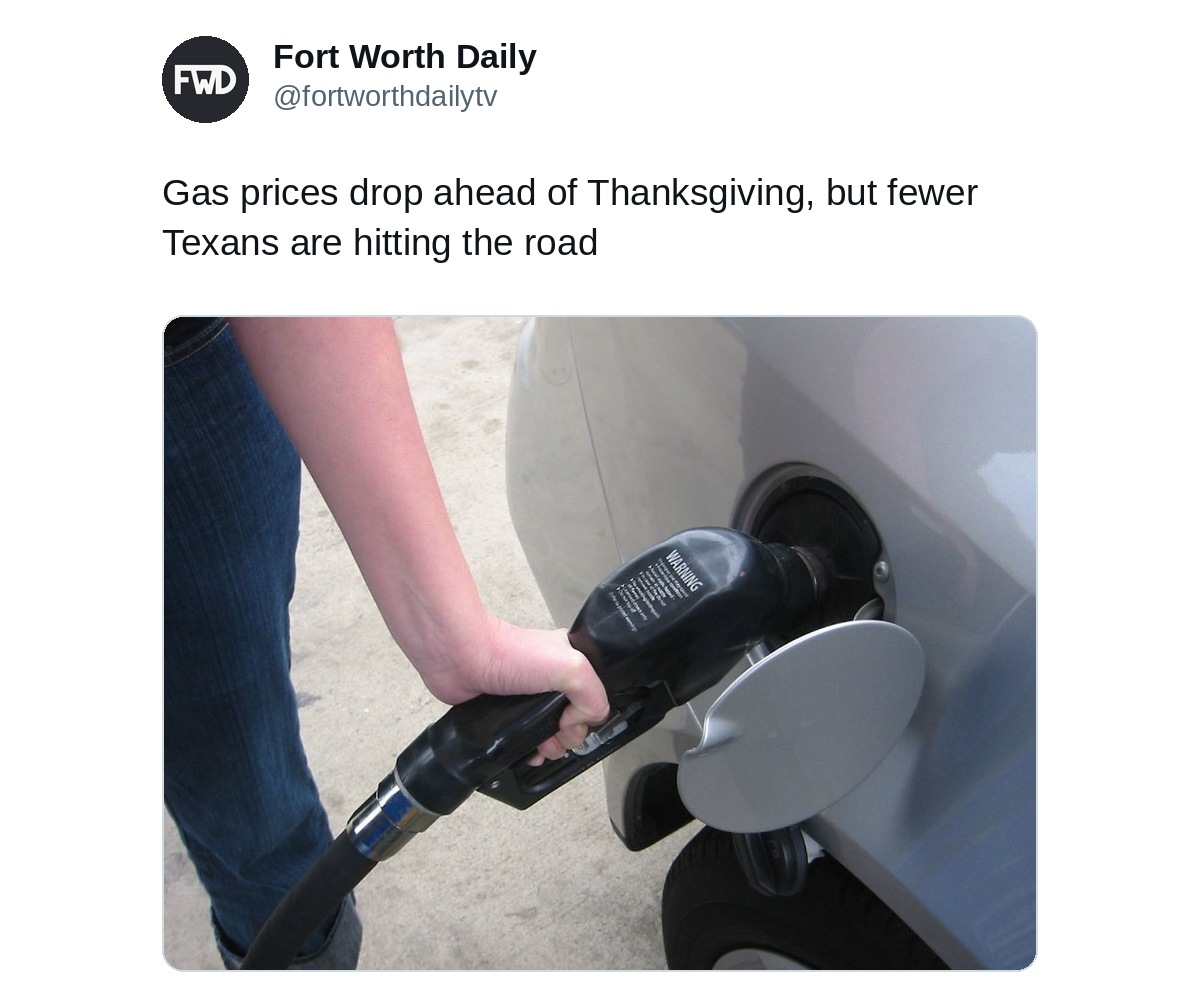 FWD
Fort Worth Daily
@fortworthdailytv
Gas prices drop ahead of Thanksgiving, but fewer
Texans are hitting the road
WARNING